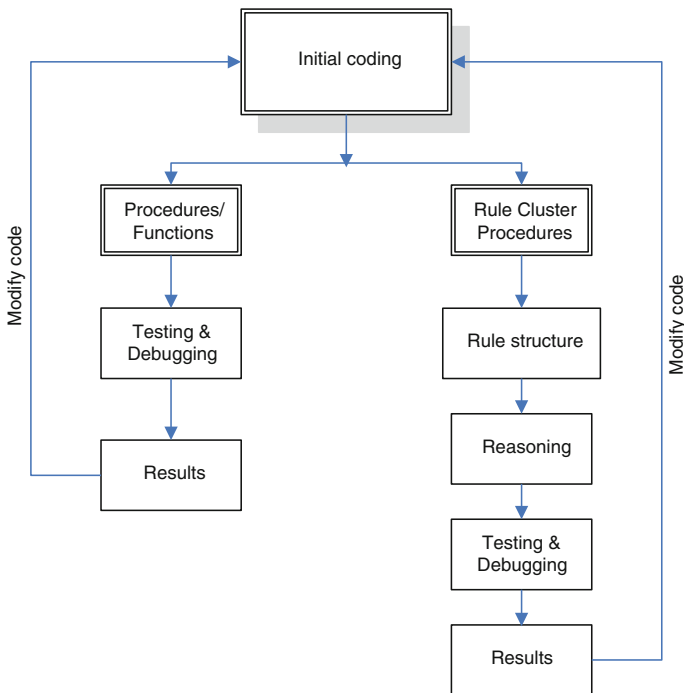 Initial coding
Procedures/
Functions
Rule Cluster
Procedures
Modify code
Testing &
Debugging
Rule structure
Modify code
Results
Reasoning
Testing &
Debugging
Results